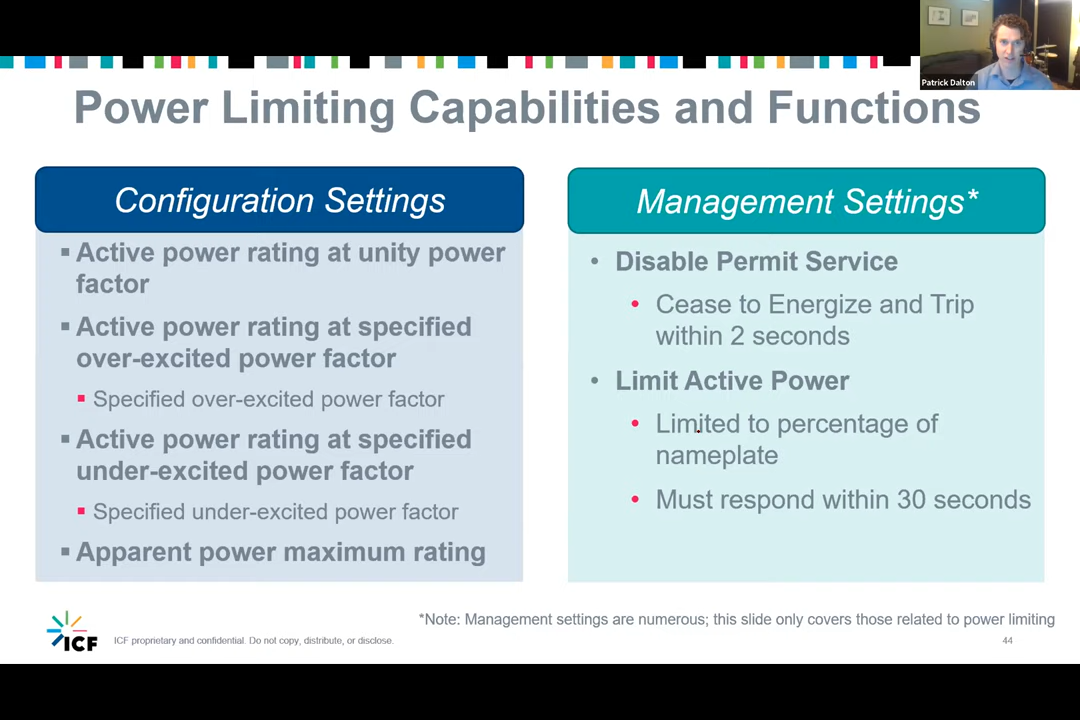 Patrick Dalton
Power Limiting Capabilities and Functions
Configuration Settings
▪ Active power rating at unity power
factor
▪ Active power rating at specified
over-excited power factor
▪ Specified over-excited power factor
▪ Active power rating at specified
under-excited power factor
▪ Specified under-excited power factor
▪ Apparent power maximum rating
Management Settings*
• Disable Permit Service
• Cease to Energize and Trip
within 2 seconds
• Limit Active Power
• Limited to percentage of
nameplate
• Must respond within 30 seconds
*Note: Management settings are numerous; this slide only covers those related to power limiting
ICF
ICF proprietary and confidential. Do not copy, distribute, or disclose.
44